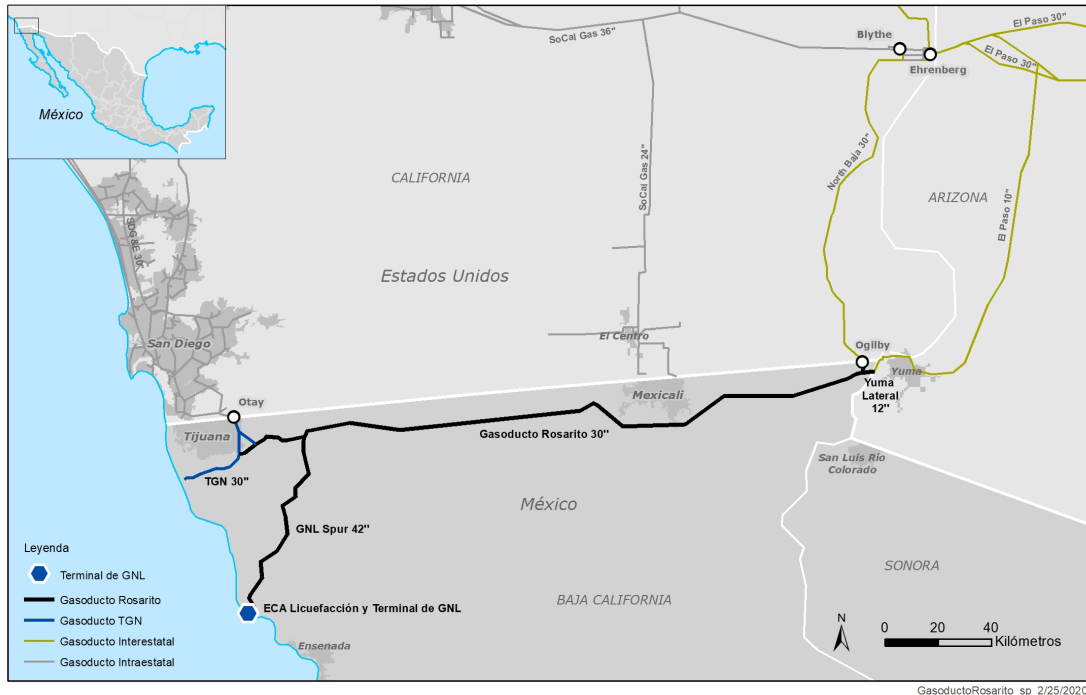 México
SoCal Gas 36"
Blythe
Ehrenberg
El Paso 30"
El Paso 30"
CALIFORNIA
SoCal Gas 24"
North Baja 30"
ARIZONA
El Paso 10"
SDG&E 30"
Estados Unidos
San Diego
El Centro
Ogilby
Yuma
Yuma
Lateral
12"
Otay
Mexicali
Tijuana
Gasoducto Rosarito 30"
San Luis Río
Colorado
TGN 30"
México
GNL Spur 42"
SONORA
BAJA CALIFORNIA
ECA Licuefacción y Terminal de GNL
Ensenada
Leyenda
Terminal de GNL
Gasoducto Rosarito
Gasoducto TGN
Gasoducto Interestatal
Gasoducto Intraestatal
N
0 20 40
Kilómetros
GasoductoRosarito_sp_2/25/2020